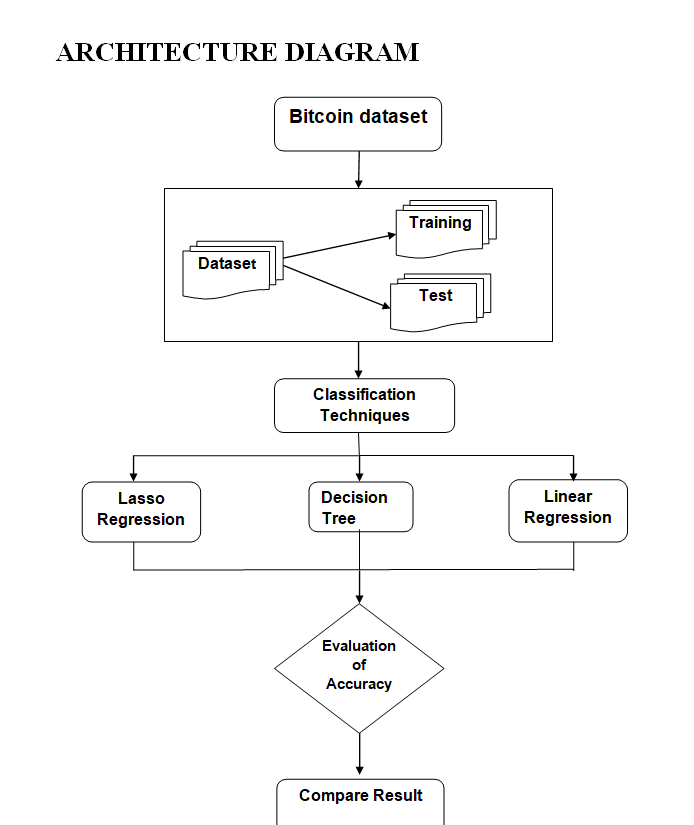 ARCHITECTURE DIAGRAM
Bitcoin dataset
Training
Dataset
Test
Classification
Techniques
Lasso
Regression
Decision
Tree
Linear
Regression
Evaluation
of
Accuracy
Compare Result